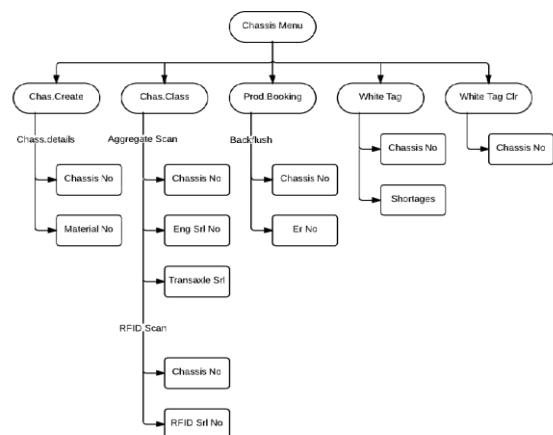 Chassis Menu
Chas.Create
Chas.Class
Prod.Booking
White Tag
White Tag Clr
Chass.details
Aggregate Scan
Backflush
Chassis No
Chassis No
Chassis No
Chassis No
Chassis No
Material No
Eng Srl No
Er No
Shortages
Transaxle Srl
RFID Scan
Chassis No
RFID Srl No